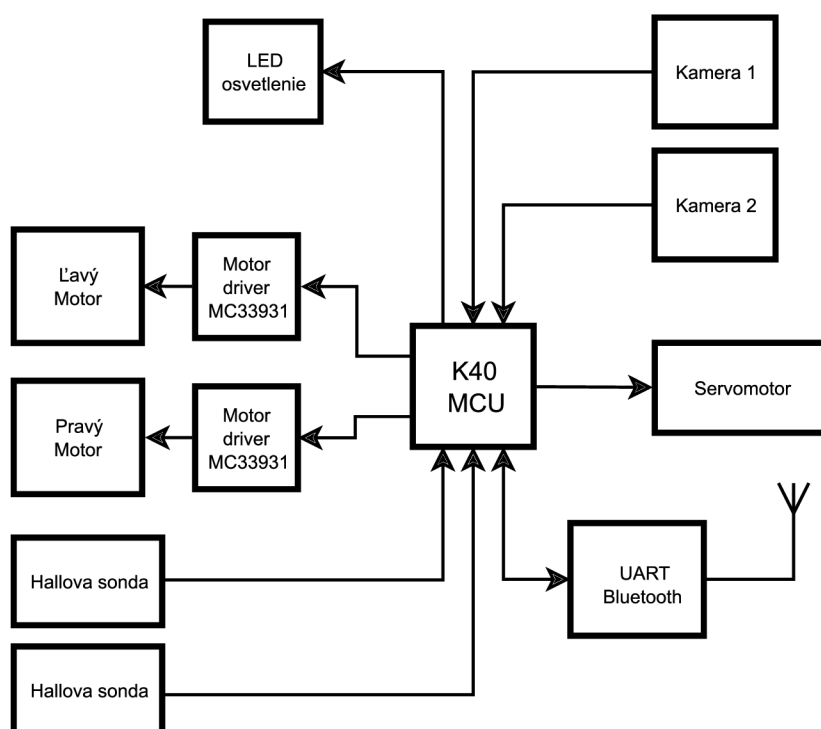 LED
osvetlenie
Kamera 1
Kamera 2
Ľavý
Motor
Motor
driver
MC33931
K40
MCU
Servomotor
Pravý
Motor
Motor
driver
MC33931
Hallova sonda
UART
Bluetooth
Hallova sonda